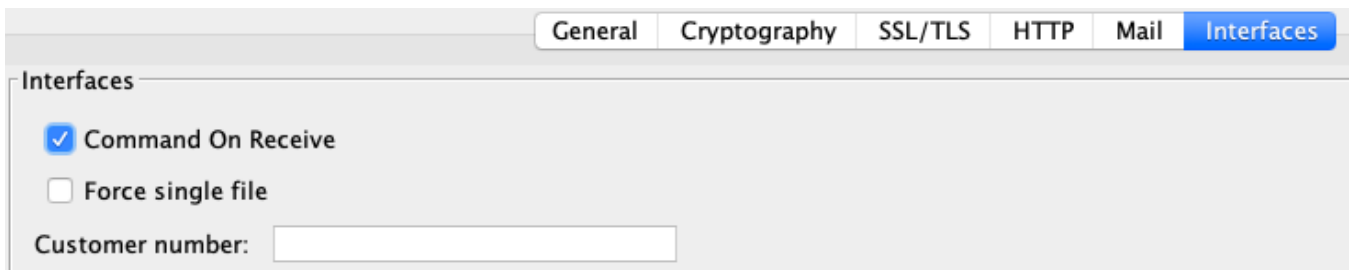 General Cryptography SSL/TLS HTTP Mail Interfaces
Interfaces
Command On Receive
Force single file
Customer number: